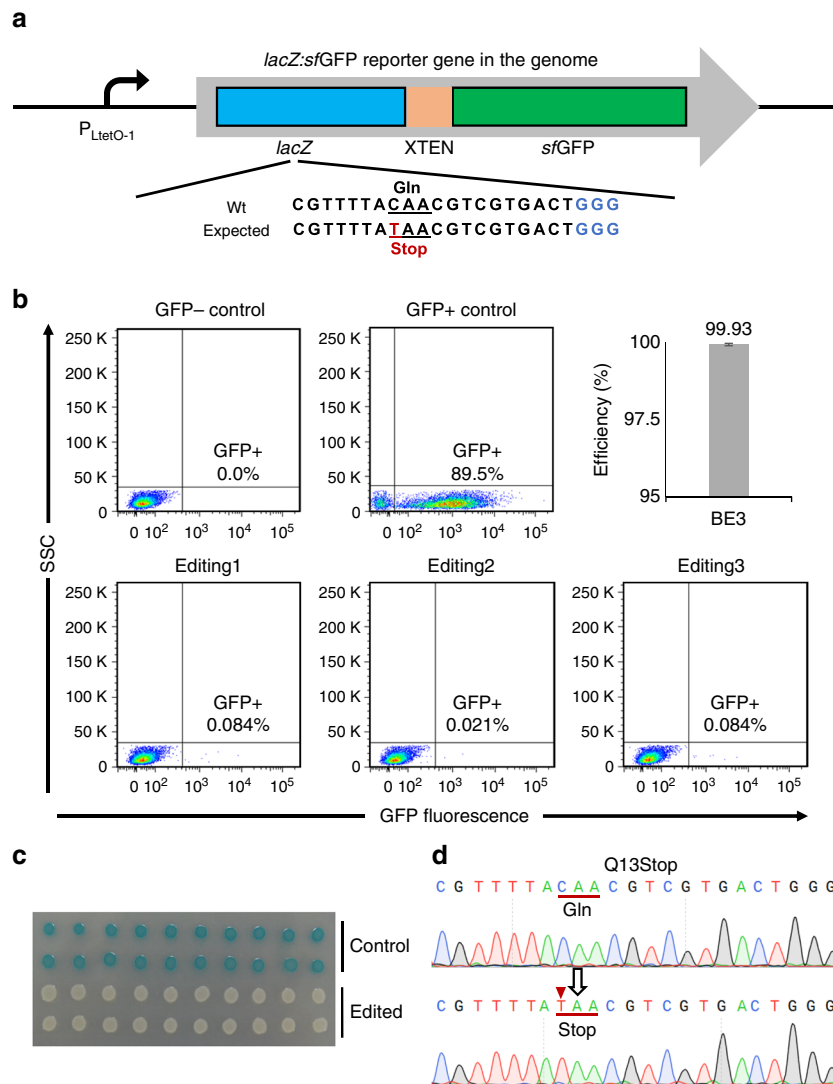 a
lacZ:sfGFP reporter gene in the genome
PLtetO-1
lacZ XTEN sfGFP
Gln
Wt CGTTTTACAACGTCGTGACTGGG
Expected CGTTTTATAACGTCGTGACTGGG
Stop
b
GFP– control
250 K
200 K
150 K
100 K
50 K
0
GFP+
0.0%
0 10² 10³ 10⁴ 10⁵
GFP+ control
250 K
200 K
150 K
100 K
50 K
0
GFP+
89.5%
0 10² 10³ 10⁴ 10⁵
99.93
100
97.5
95
Efficiency (%)
BE3
SSC
Editing1
250 K
200 K
150 K
100 K
50 K
0
GFP+
0.084%
0 10² 10³ 10⁴ 10⁵
Editing2
250 K
200 K
150 K
100 K
50 K
0
GFP+
0.021%
0 10² 10³ 10⁴ 10⁵
Editing3
250 K
200 K
150 K
100 K
50 K
0
GFP+
0.084%
0 10² 10³ 10⁴ 10⁵
GFP fluorescence
c
Control
Edited
d
Q13Stop
C G T T T T A C A A C G T C G T G A C T G G G
Gln
C G T T T T A T A A C G T C G T G A C T G G G
Stop